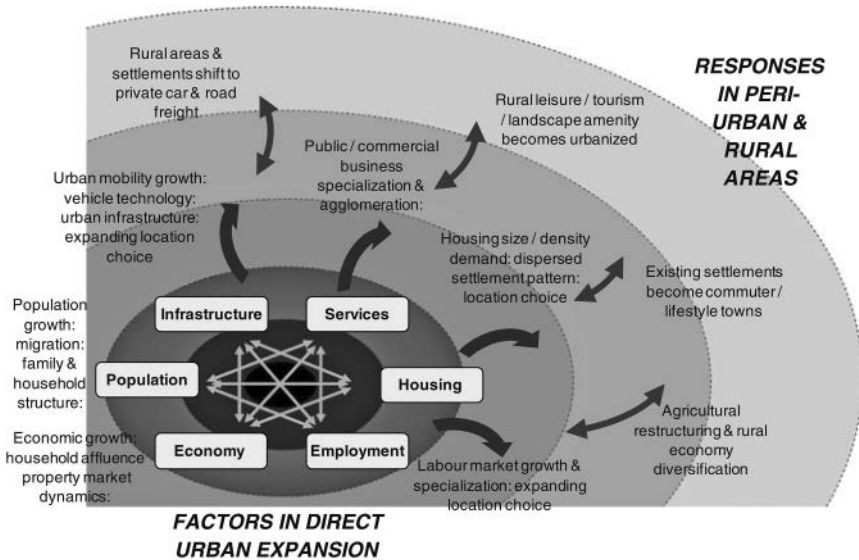 Rural areas &
settlements shift to
private car & road
freight
RESPONSES
IN PERI-
URBAN &
RURAL
AREAS
Rural leisure / tourism
/ landscape amenity
becomes urbanized
Public / commercial
business
specialization &
agglomeration:
Urban mobility growth:
vehicle technology:
urban infrastructure:
expanding location
choice
Housing size / density
demand: dispersed
settlement pattern:
location choice
Existing settlements
become commuter /
lifestyle towns
Infrastructure
Services
Population
growth:
migration:
family &
household
structure:
Population
Housing
Economy
Employment
Economic growth:
household affluence
property market
dynamics:
Agricultural
restructuring & rural
economy
diversification
Labour market growth &
specialization: expanding
location choice
FACTORS IN DIRECT
URBAN EXPANSION